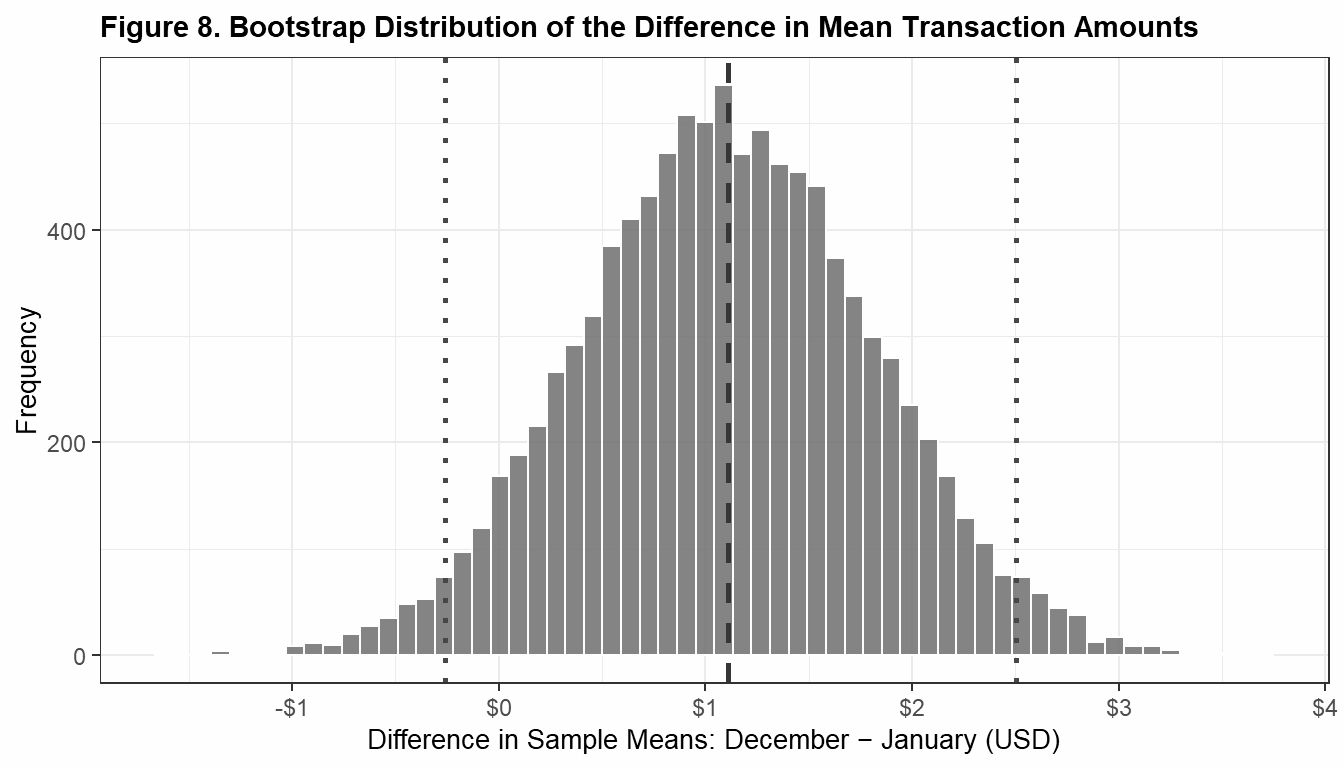 Figure 8. Bootstrap Distribution of the Difference in Mean Transaction Amounts
Frequency
400
200
0
-$1 $0 $1 $2 $3 $4
Difference in Sample Means: December − January (USD)